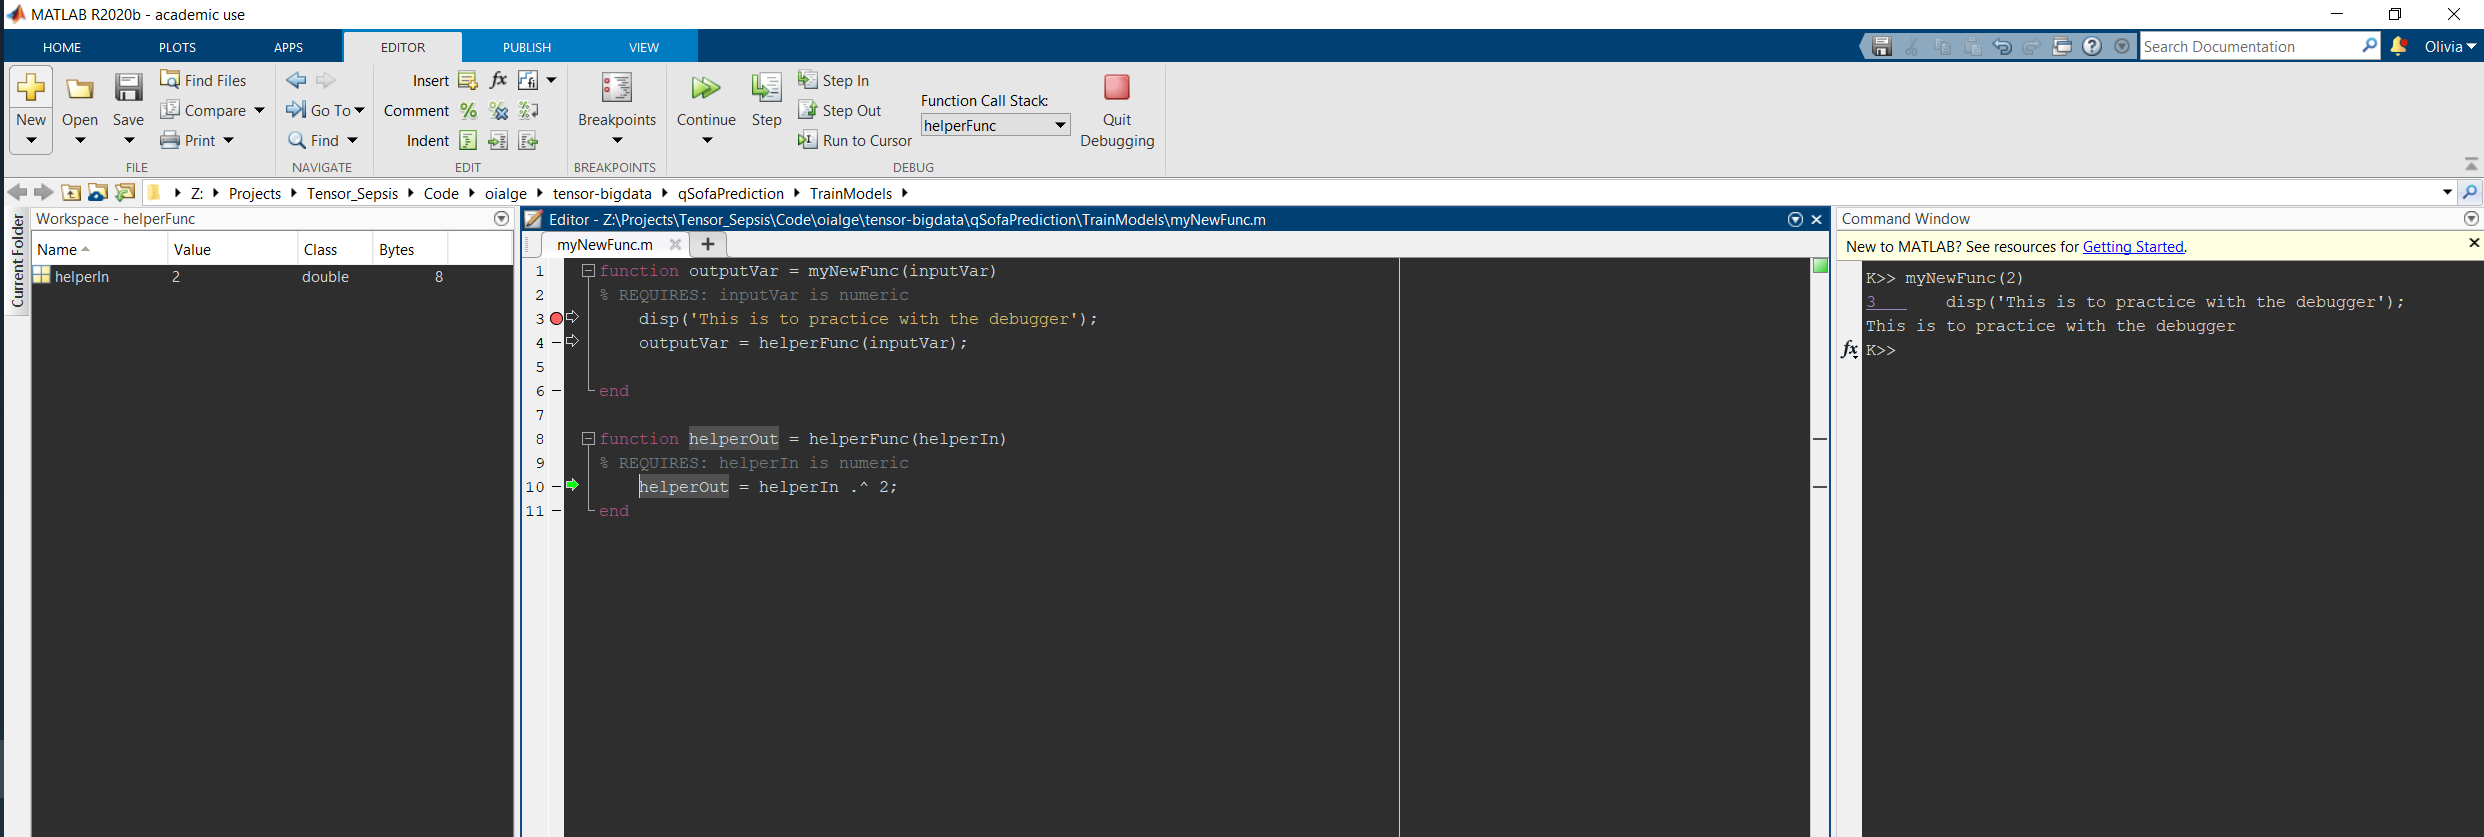 MATLAB R2020b - academic use
HOME PLOTS APPS EDITOR PUBLISH VIEW
Search Documentation
Olivia
New
Open
Save
Find Files
Compare
Print
FILE
Go To
Find
NAVIGATE
Insert fx
Comment
Indent
EDIT
Breakpoints
BREAKPOINTS
Continue
Step
Step In
Step Out
Run to Cursor
Function Call Stack:
helperFunc
DEBUG
Quit
Debugging
Z: Projects Tensor_Sepsis Code oialge tensor-bigdata qSofaPrediction TrainModels
Current Folder
Workspace - helperFunc
Name Value Class Bytes
helperIn 2 double 8
Editor - Z:\Projects\Tensor_Sepsis\Code\oialge\tensor-bigdata\qSofaPrediction\TrainModels\myNewFunc.m
myNewFunc.m
1 function outputVar = myNewFunc(inputVar)
2 % REQUIRES: inputVar is numeric
3 disp('This is to practice with the debugger');
4 outputVar = helperFunc(inputVar);
5
6 end
7
8 function helperOut = helperFunc(helperIn)
9 % REQUIRES: helperIn is numeric
10 helperOut = helperIn .^ 2;
11 end
Command Window
New to MATLAB? See resources for Getting Started.
K>> myNewFunc(2)
3 disp('This is to practice with the debugger');
This is to practice with the debugger
fx K>>